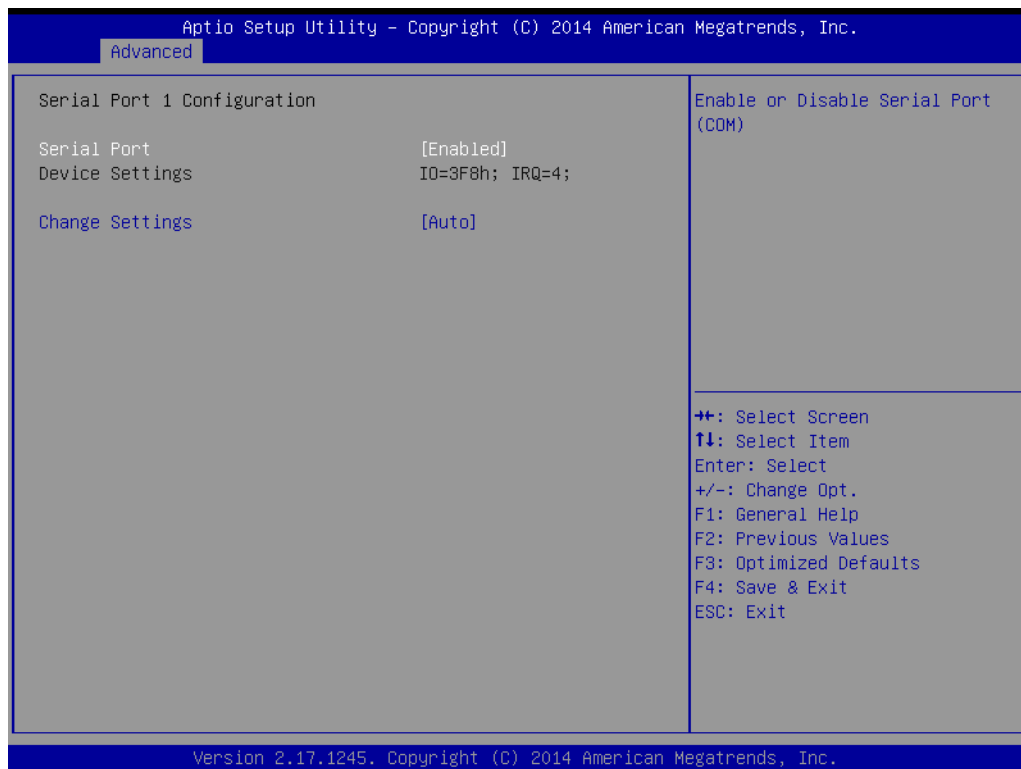 Aptio Setup Utility – Copyright (C) 2014 American Megatrends, Inc.
Advanced
Serial Port 1 Configuration
Serial Port [Enabled]
Device Settings IO=3F8h; IRQ=4;
Change Settings [Auto]
Enable or Disable Serial Port
(COM)
→←: Select Screen
↑↓: Select Item
Enter: Select
+/-: Change Opt.
F1: General Help
F2: Previous Values
F3: Optimized Defaults
F4: Save & Exit
ESC: Exit
Version 2.17.1245. Copyright (C) 2014 American Megatrends, Inc.